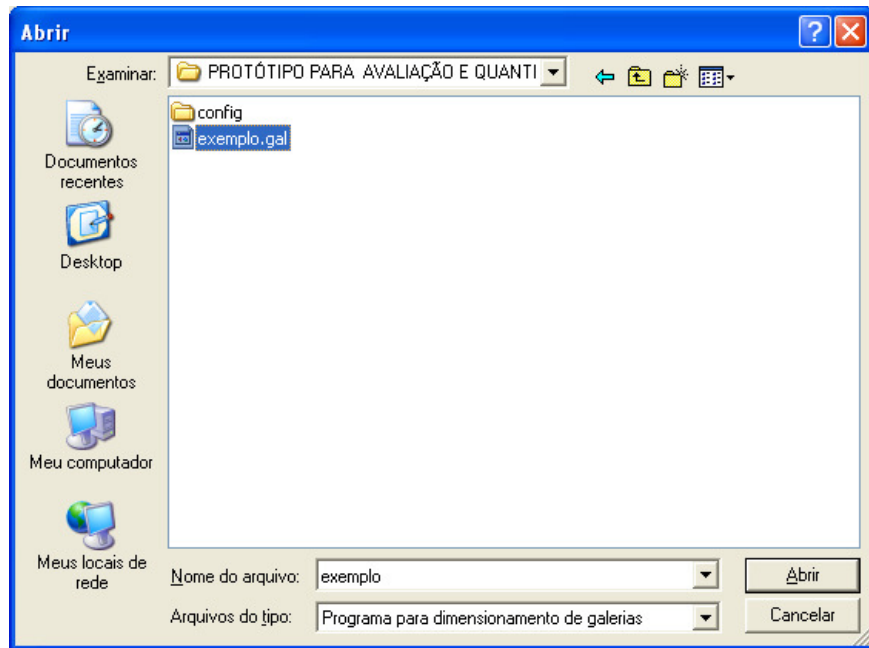 Abrir
Examinar:
PROTÓTIPO PARA AVALIAÇÃO E QUANTI
config
exemplo.gal
Documentos
recentes
Desktop
Meus
documentos
Meu computador
Meus locais de
rede
Nome do arquivo:
exemplo
Abrir
Arquivos do tipo:
Programa para dimensionamento de galerias
Cancelar